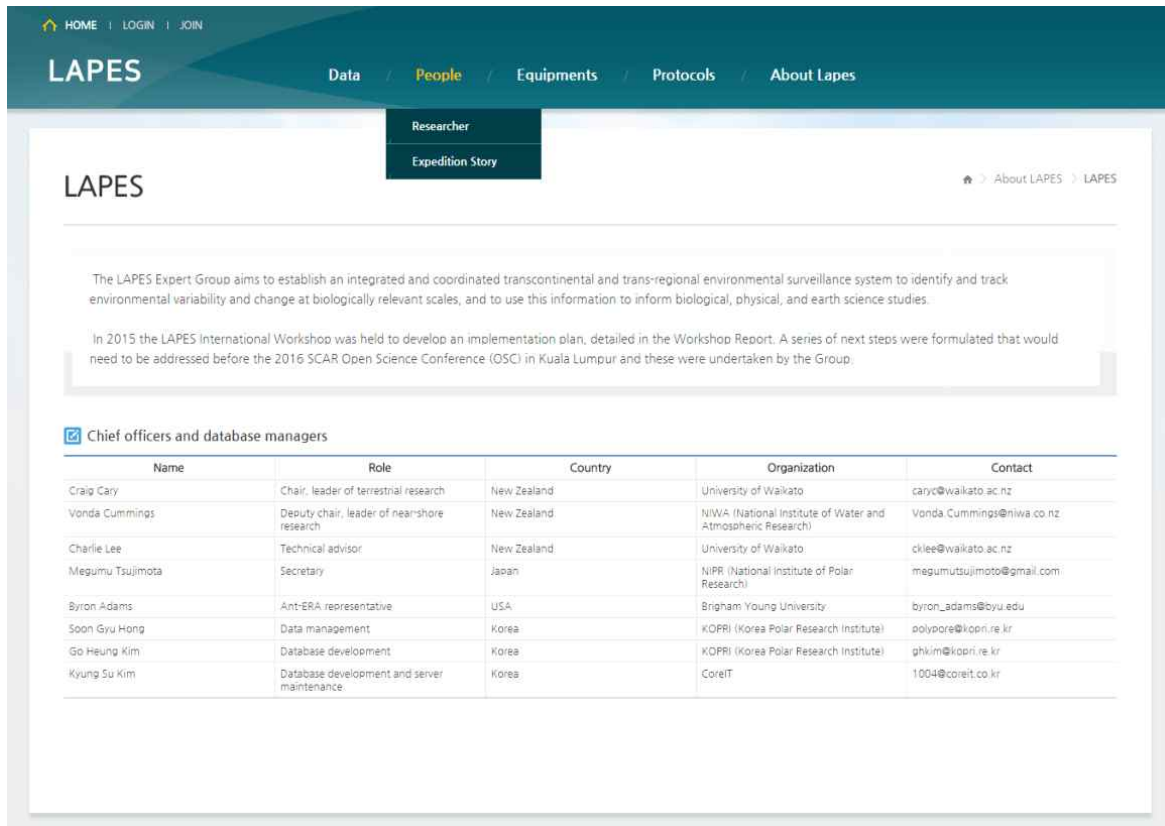 HOME | LOGIN | JOIN
LAPES
Data / People / Equipments / Protocols / About Lapes
Researcher
Expedition Story
LAPES
> About LAPES > LAPES
The LAPES Expert Group aims to establish an integrated and coordinated transcontinental and trans-regional environmental surveillance system to identify and track
environmental variability and change at biologically relevant scales, and to use this information to inform biological, physical, and earth science studies.
In 2015 the LAPES International Workshop was held to develop an implementation plan, detailed in the Workshop Report. A series of next steps were formulated that would
need to be addressed before the 2016 SCAR Open Science Conference (OSC) in Kuala Lumpur and these were undertaken by the Group.
Chief officers and database managers
Name Role Country Organization Contact
Craig Cary Chair, leader of terrestrial research New Zealand University of Waikato caryc@waikato.ac.nz
Vonda Cummings Deputy chair, leader of near-shore research New Zealand NIWA (National Institute of Water and Atmospheric Research) Vonda.Cummings@niwa.co.nz
Charlie Lee Technical advisor New Zealand University of Waikato cklee@waikato.ac.nz
Megumu Tsujimota Secretary Japan NIPR (National Institute of Polar Research) megumutsujimoto@gmail.com
Byron Adams Ant-ERA representative USA Brigham Young University byron_adams@byu.edu
Soon Gyu Hong Data management Korea KOPRI (Korea Polar Research Institute) polypore@kopri.re.kr
Go Heung Kim Database development Korea KOPRI (Korea Polar Research Institute) ghkim@kopri.re.kr
Kyung Su Kim Database development and server maintenance Korea CoreIT 1004@coreit.co.kr